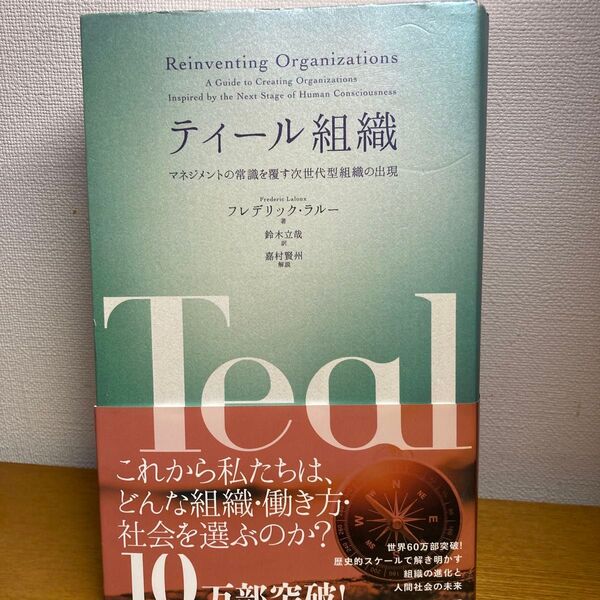 Reinventing Organizations
A Guide to Creating Organizations
Inspired by the Next Stage of Human Consciousness
ティール組織
マネジメントの常識を覆す次世代型組織の出現
Frederic Laloux
フレデリック・ラルー
著
鈴木立哉
訳
嘉村賢州
解説
Teal
これから私たちは、
どんな組織・働き方・
社会を選ぶのか?
10万部突破!
世界60万部突破!
歴史的スケールで解き明かす
組織の進化と
人間社会の未来
N
NE
E
SE
S
SW
W